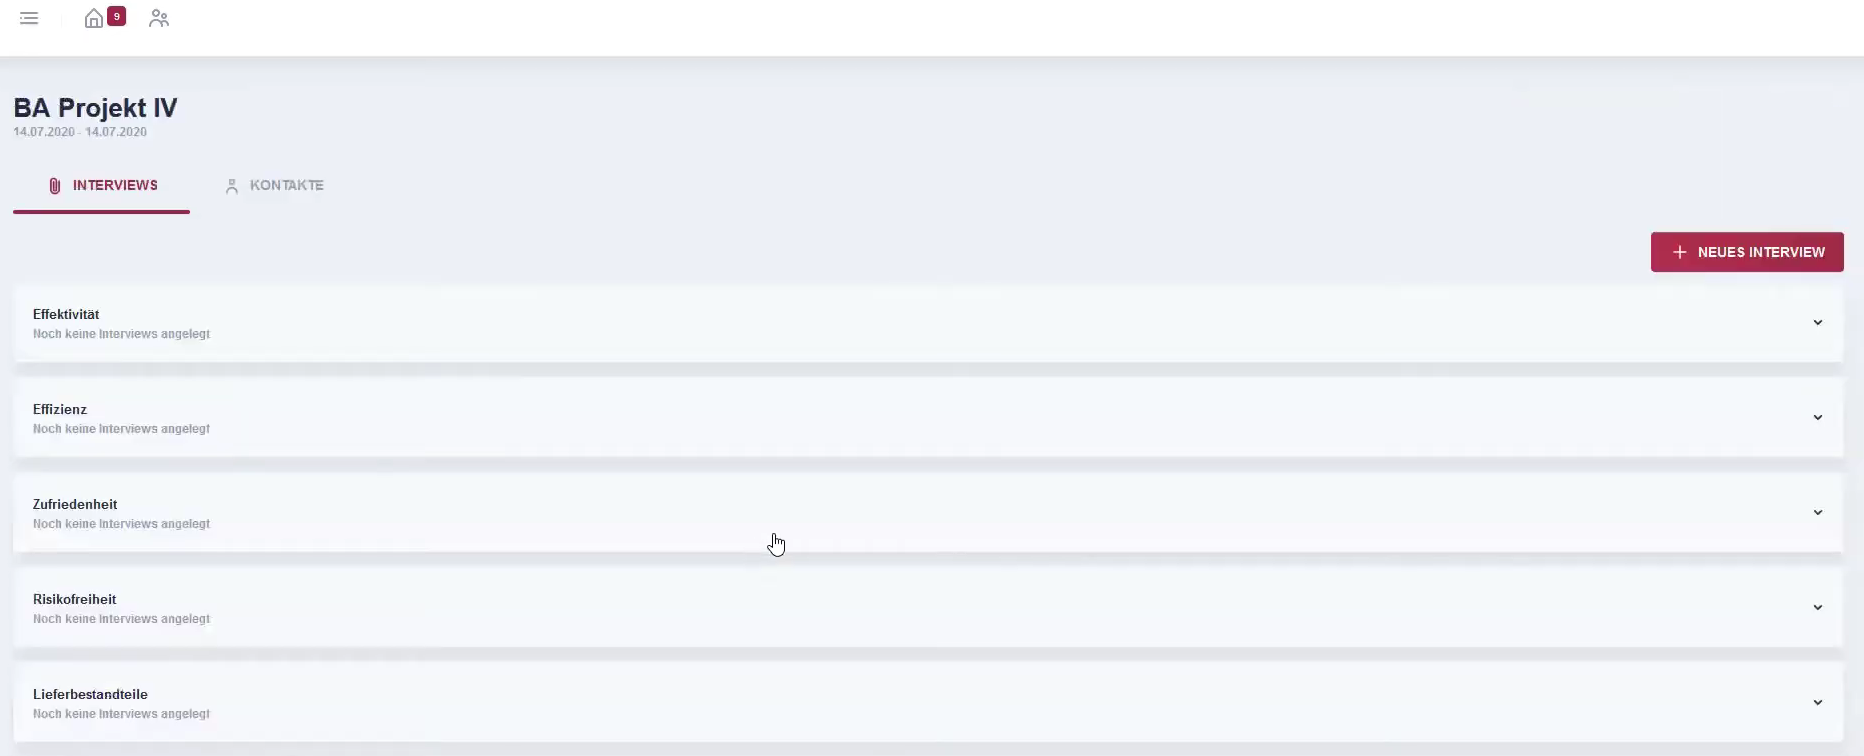 9
BA Projekt IV
14.07.2020 - 14.07.2020
INTERVIEWS
KONTAKTE
NEUES INTERVIEW
Effektivität
Noch keine Interviews angelegt
Effizienz
Noch keine Interviews angelegt
Zufriedenheit
Noch keine Interviews angelegt
Risikofreiheit
Noch keine Interviews angelegt
Lieferbestandteile
Noch keine Interviews angelegt